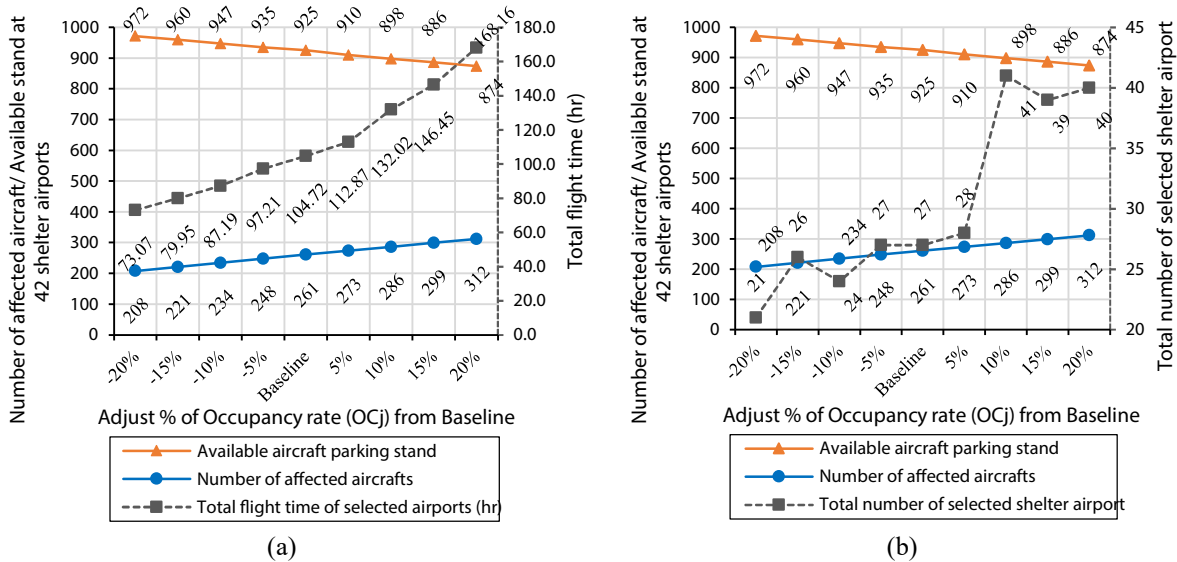 972 960 947 935 925 910 898 886 168.16
1000
900
800
700
600
500
400
300
200
100
0
180.0
160.0
140.0
120.0
100.0
80.0
60.0
40.0
20.0
0.0
874
73.07 79.95 87.19 97.21 104.72 112.87 132.02 146.45
208 221 234 248 261 273 286 299 312
-20% -15% -10% -5% Baseline 5% 10% 15% 20%
Number of affected aircraft/ Available stand at
42 shelter airports
Total flight time (hr)
Adjust % of Occupancy rate (OCj) from Baseline
Available aircraft parking stand
Number of affected aircrafts
Total flight time of selected airports (hr)
(a)
1000
900
800
700
600
500
400
300
200
100
0
45
40
35
30
25
20
898 886 874
972 960 947 935 925 910
41 39 40
208 26 234 27 27 28
21 221 24 248 261 273 286 299 312
-20% -15% -10% -5% Baseline 5% 10% 15% 20%
Number of affected aircraft/ Available stand at
42 shelter airports
Total number of selected shelter airport
Adjust % of Occupancy rate (OCj) from Baseline
Available aircraft parking stand
Number of affected aircrafts
Total number of selected shelter airport
(b)